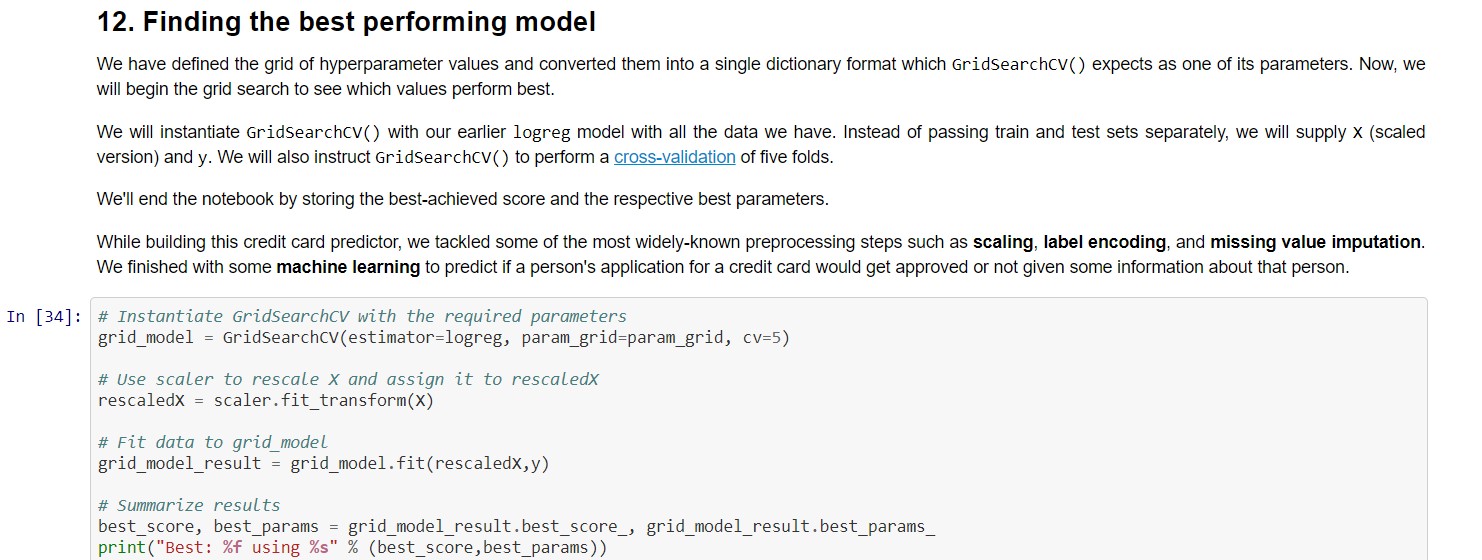 12. Finding the best performing model
We have defined the grid of hyperparameter values and converted them into a single dictionary format which GridSearchCV() expects as one of its parameters. Now, we
will begin the grid search to see which values perform best.
We will instantiate GridSearchCV() with our earlier logreg model with all the data we have. Instead of passing train and test sets separately, we will supply X (scaled
version) and y. We will also instruct GridSearchCV() to perform a cross-validation of five folds.
We'll end the notebook by storing the best-achieved score and the respective best parameters.
While building this credit card predictor, we tackled some of the most widely-known preprocessing steps such as scaling, label encoding, and missing value imputation.
We finished with some machine learning to predict if a person's application for a credit card would get approved or not given some information about that person.
In [34]: # Instantiate GridSearchCV with the required parameters
grid_model = GridSearchCV(estimator=logreg, param_grid=param_grid, cv=5)
# Use scaler to rescale X and assign it to rescaledX
rescaledX = scaler.fit_transform(X)
# Fit data to grid_model
grid_model_result = grid_model.fit(rescaledX,y)
# Summarize results
best_score, best_params = grid_model_result.best_score_, grid_model_result.best_params_
print("Best: %f using %s" % (best_score,best_params))